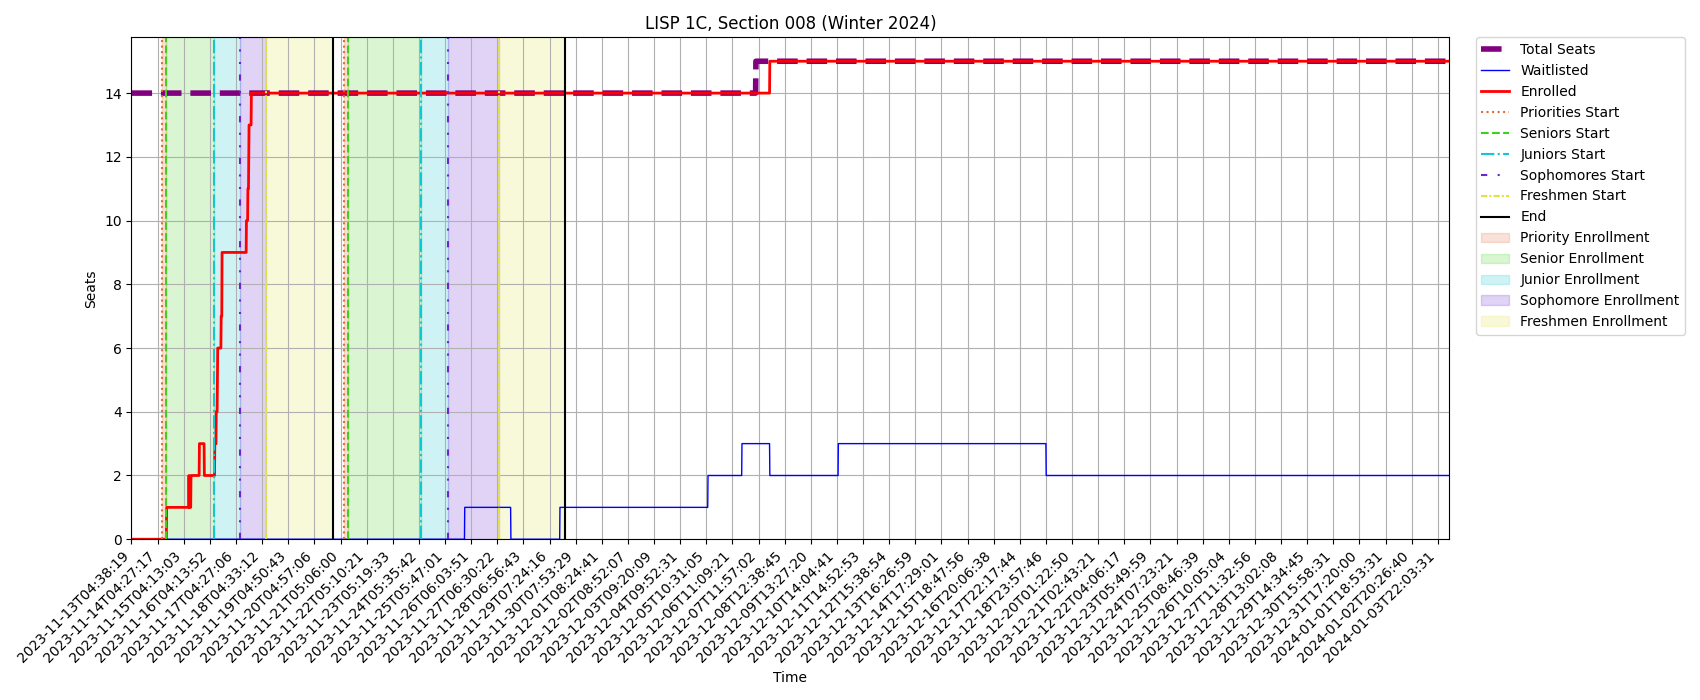 LISP 1C, Section 008 (Winter 2024)
Seats
14
12
10
8
6
4
2
0
2023-11-13T04:38:19
2023-11-14T04:27:17
2023-11-15T04:13:03
2023-11-16T04:13:52
2023-11-17T04:27:06
2023-11-18T04:33:12
2023-11-19T04:50:43
2023-11-20T04:57:06
2023-11-21T05:06:00
2023-11-22T05:10:21
2023-11-23T05:19:33
2023-11-24T05:35:42
2023-11-25T05:47:01
2023-11-26T06:03:51
2023-11-27T06:30:22
2023-11-28T06:56:43
2023-11-29T07:24:16
2023-11-30T07:53:29
2023-12-01T08:24:41
2023-12-02T08:52:07
2023-12-03T09:20:09
2023-12-04T09:52:31
2023-12-05T10:31:05
2023-12-06T11:09:21
2023-12-07T11:57:02
2023-12-08T12:38:45
2023-12-09T13:27:20
2023-12-10T14:04:41
2023-12-11T14:52:53
2023-12-12T15:38:54
2023-12-13T16:26:59
2023-12-14T17:29:01
2023-12-15T18:47:56
2023-12-16T20:06:38
2023-12-17T22:17:44
2023-12-18T23:57:46
2023-12-20T01:22:50
2023-12-21T02:43:21
2023-12-22T04:06:17
2023-12-23T05:49:59
2023-12-24T07:23:21
2023-12-25T08:46:39
2023-12-26T10:05:04
2023-12-27T11:32:56
2023-12-28T13:02:08
2023-12-29T14:34:45
2023-12-30T15:58:31
2023-12-31T17:20:00
2024-01-01T18:53:31
2024-01-02T20:26:40
2024-01-03T22:03:31
Time
Total Seats
Waitlisted
Enrolled
Priorities Start
Seniors Start
Juniors Start
Sophomores Start
Freshmen Start
End
Priority Enrollment
Senior Enrollment
Junior Enrollment
Sophomore Enrollment
Freshmen Enrollment